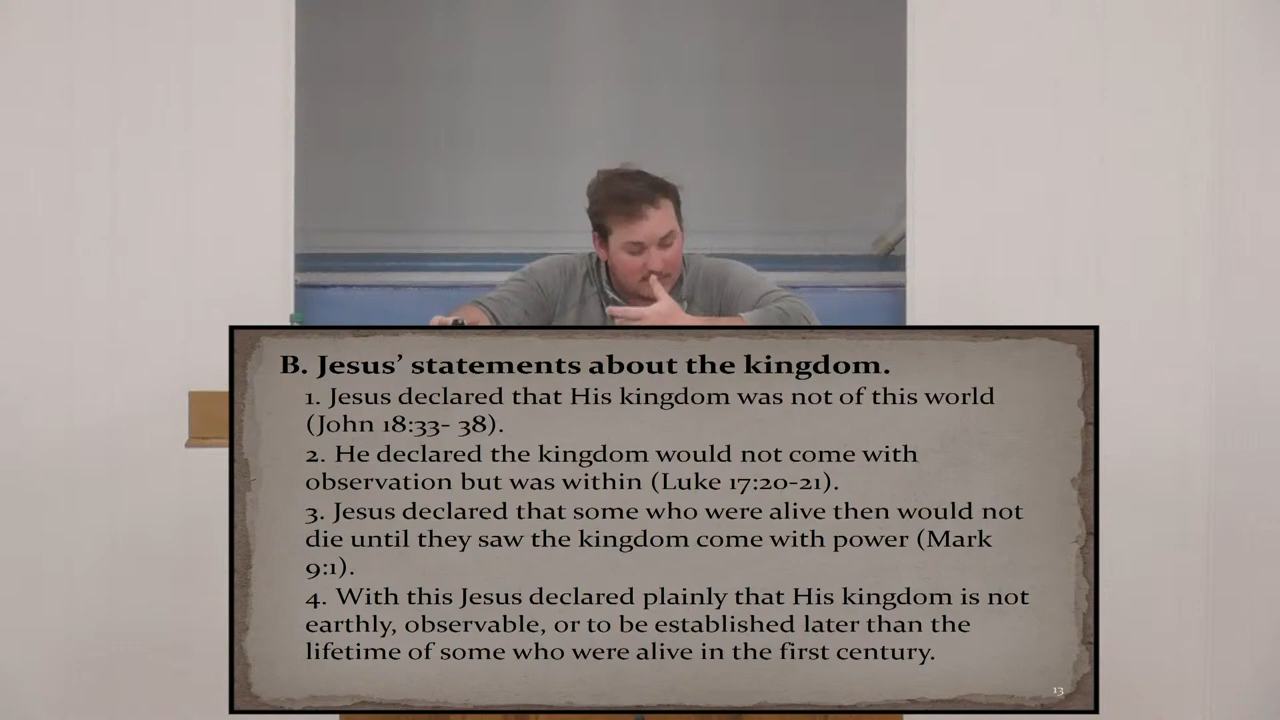 B. Jesus’ statements about the kingdom.
1. Jesus declared that His kingdom was not of this world
(John 18:33- 38).
2. He declared the kingdom would not come with
observation but was within (Luke 17:20-21).
3. Jesus declared that some who were alive then would not
die until they saw the kingdom come with power (Mark
9:1).
4. With this Jesus declared plainly that His kingdom is not
earthly, observable, or to be established later than the
lifetime of some who were alive in the first century.
13